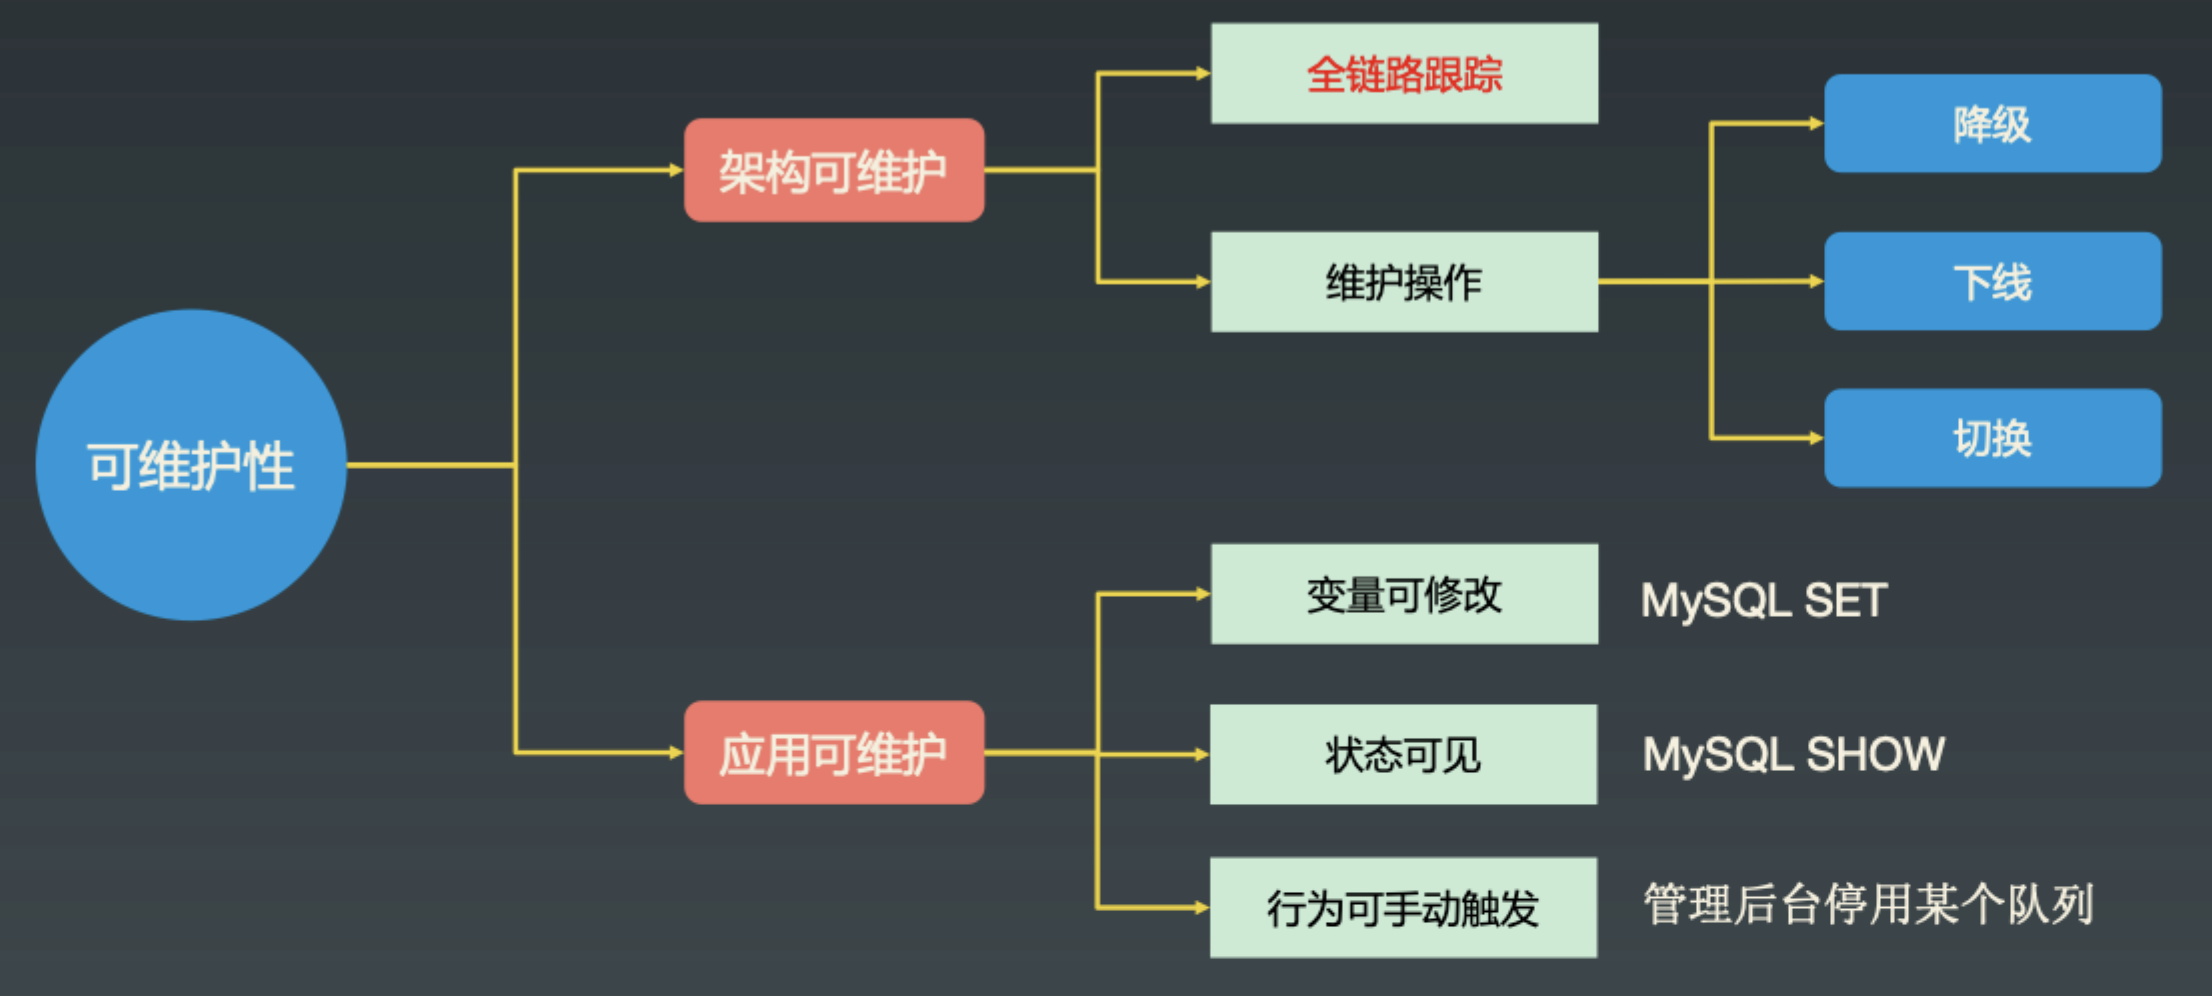 可维护性
架构可维护
全链路跟踪
维护操作
降级
下线
切换
应用可维护
变量可修改
MySQL SET
状态可见
MySQL SHOW
行为可手动触发
管理后台停用某个队列